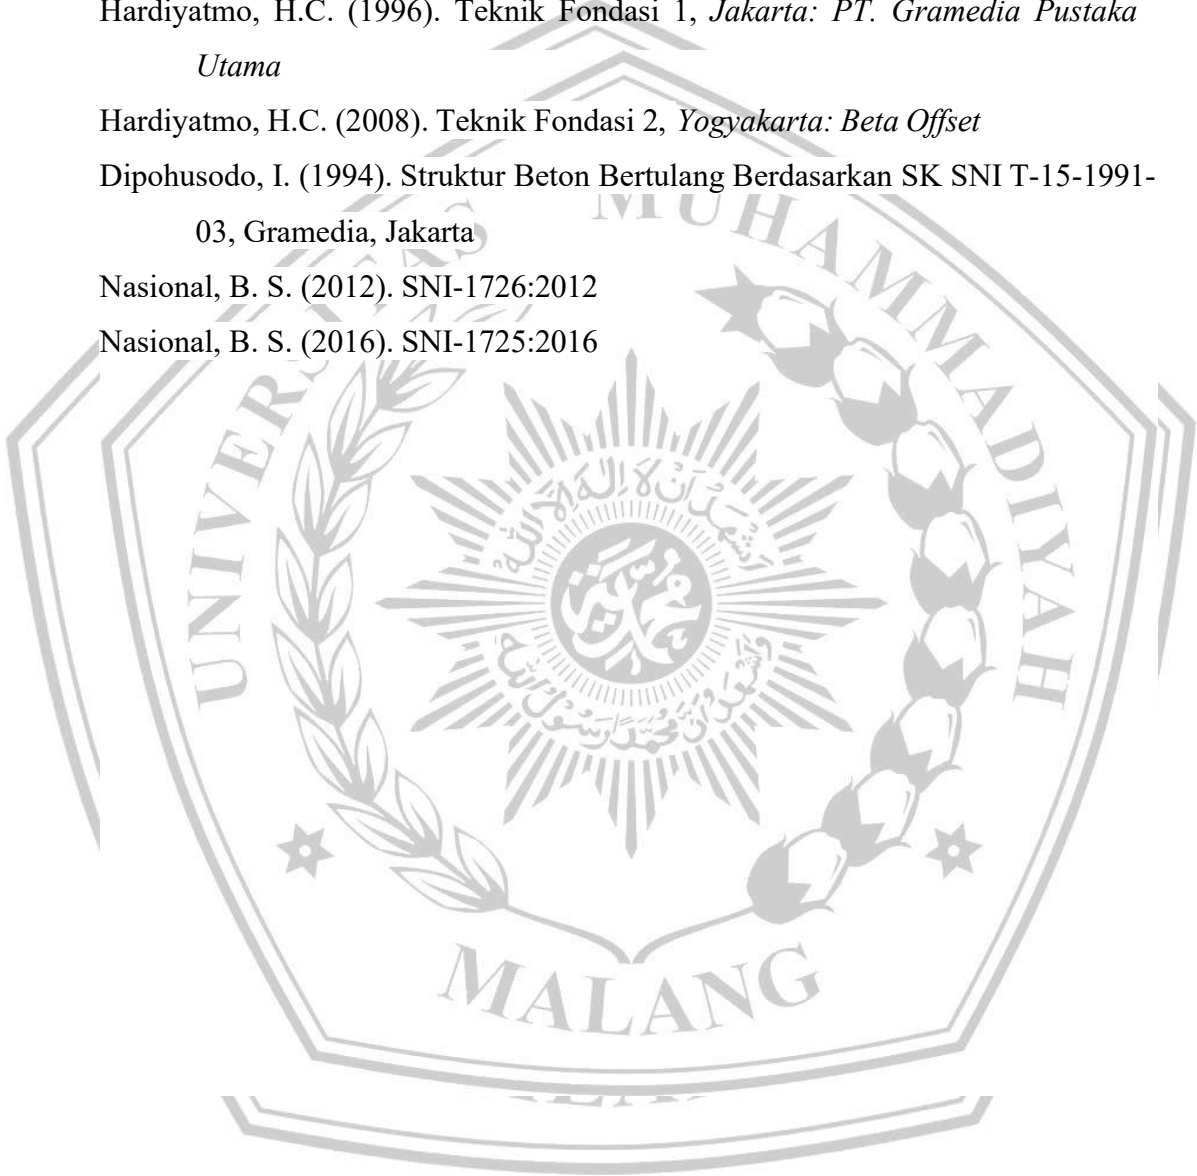 Hardiyatmo, H.C. (1996). Teknik Fondasi 1, Jakarta: PT. Gramedia Pustaka
Utama
Hardiyatmo, H.C. (2008). Teknik Fondasi 2, Yogyakarta: Beta Offset
Dipohusodo, I. (1994). Struktur Beton Bertulang Berdasarkan SK SNI T-15-1991-
03, Gramedia, Jakarta
Nasional, B. S. (2012). SNI-1726:2012
Nasional, B. S. (2016). SNI-1725:2016
MUHAMMADIYAH
MALANG